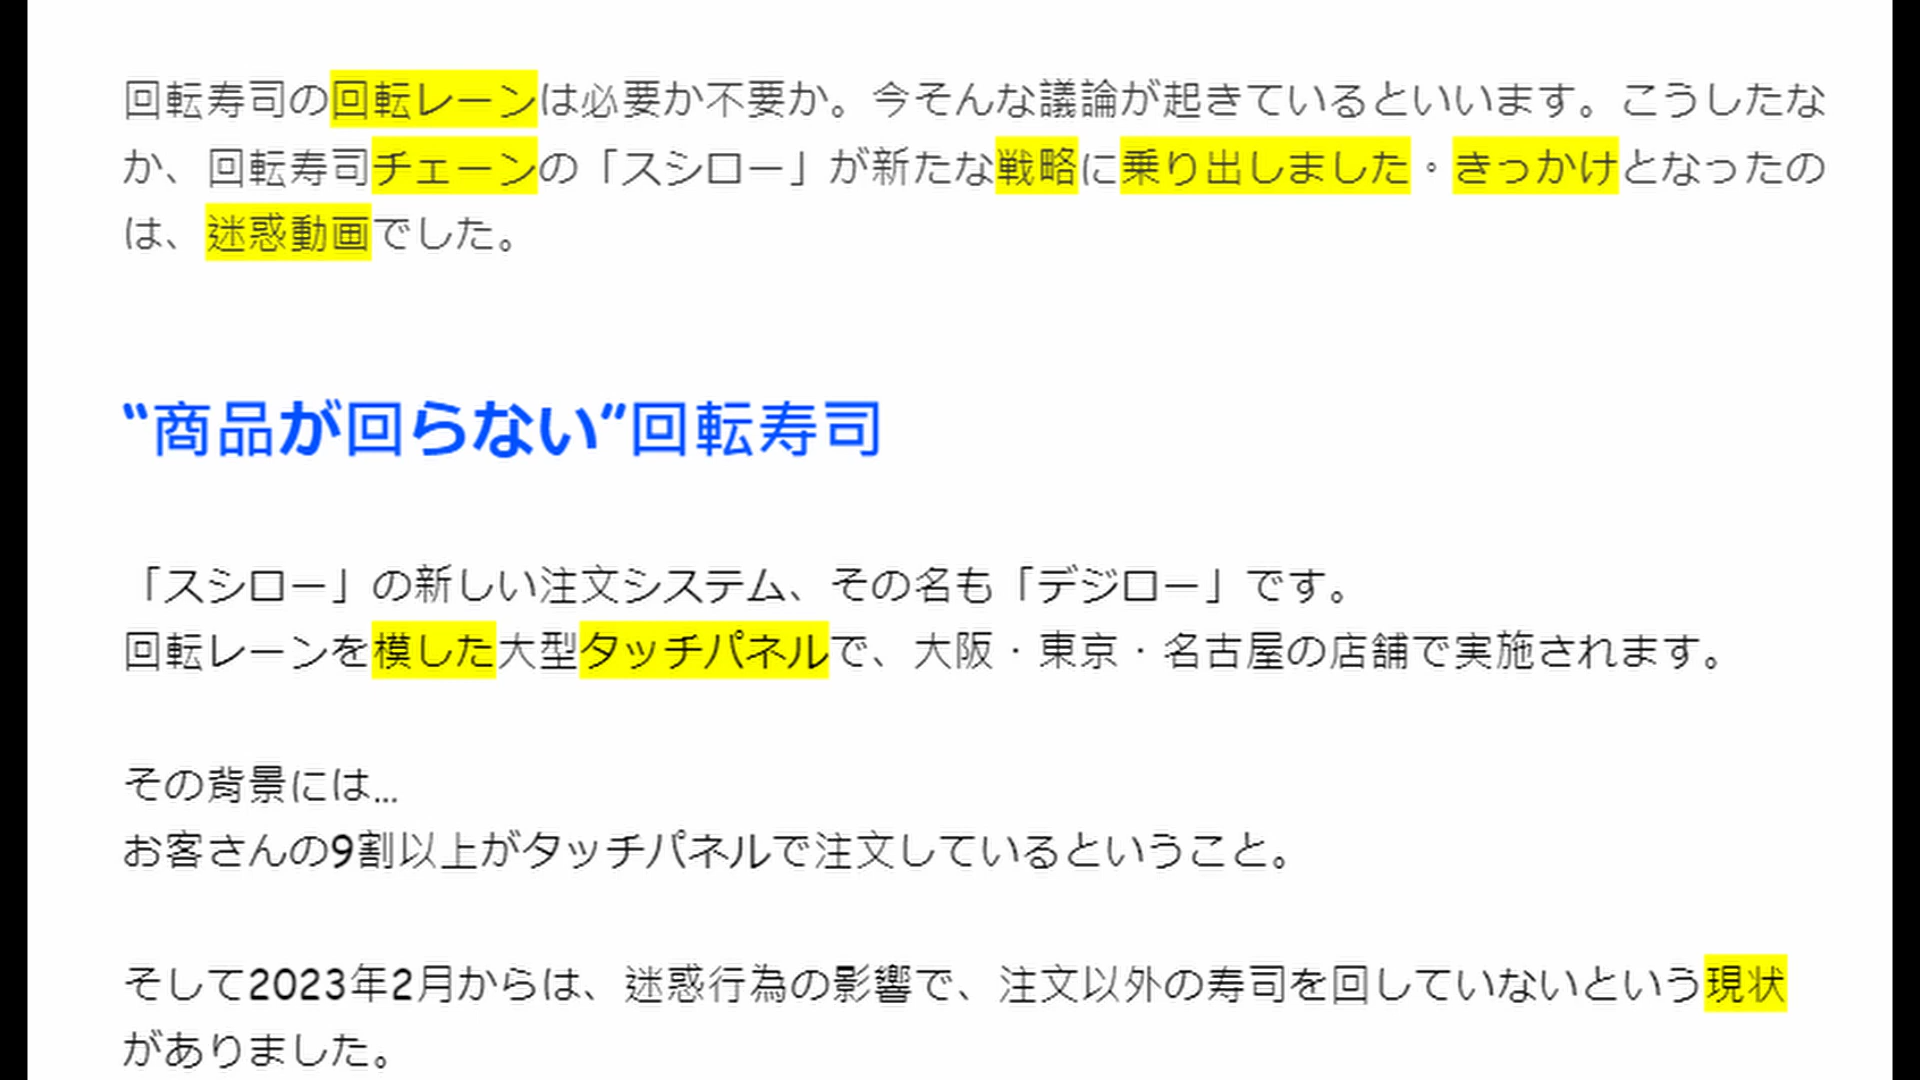 回転寿司の回転レーンは必要か不要か。今そんな議論が起きているといいます。こうしたな
か、回転寿司チェーンの「スシロー」が新たな戦略に乗り出しました。きっかけとなったの
は、迷惑動画でした。
“商品が回らない”回転寿司
「スシロー」の新しい注文システム、その名も「デジロー」です。
回転レーンを模した大型タッチパネルで、大阪・東京・名古屋の店舗で実施されます。
その背景には…
お客さんの9割以上がタッチパネルで注文しているということ。
そして2023年2月からは、迷惑行為の影響で、注文以外の寿司を回していないという現状
がありました。